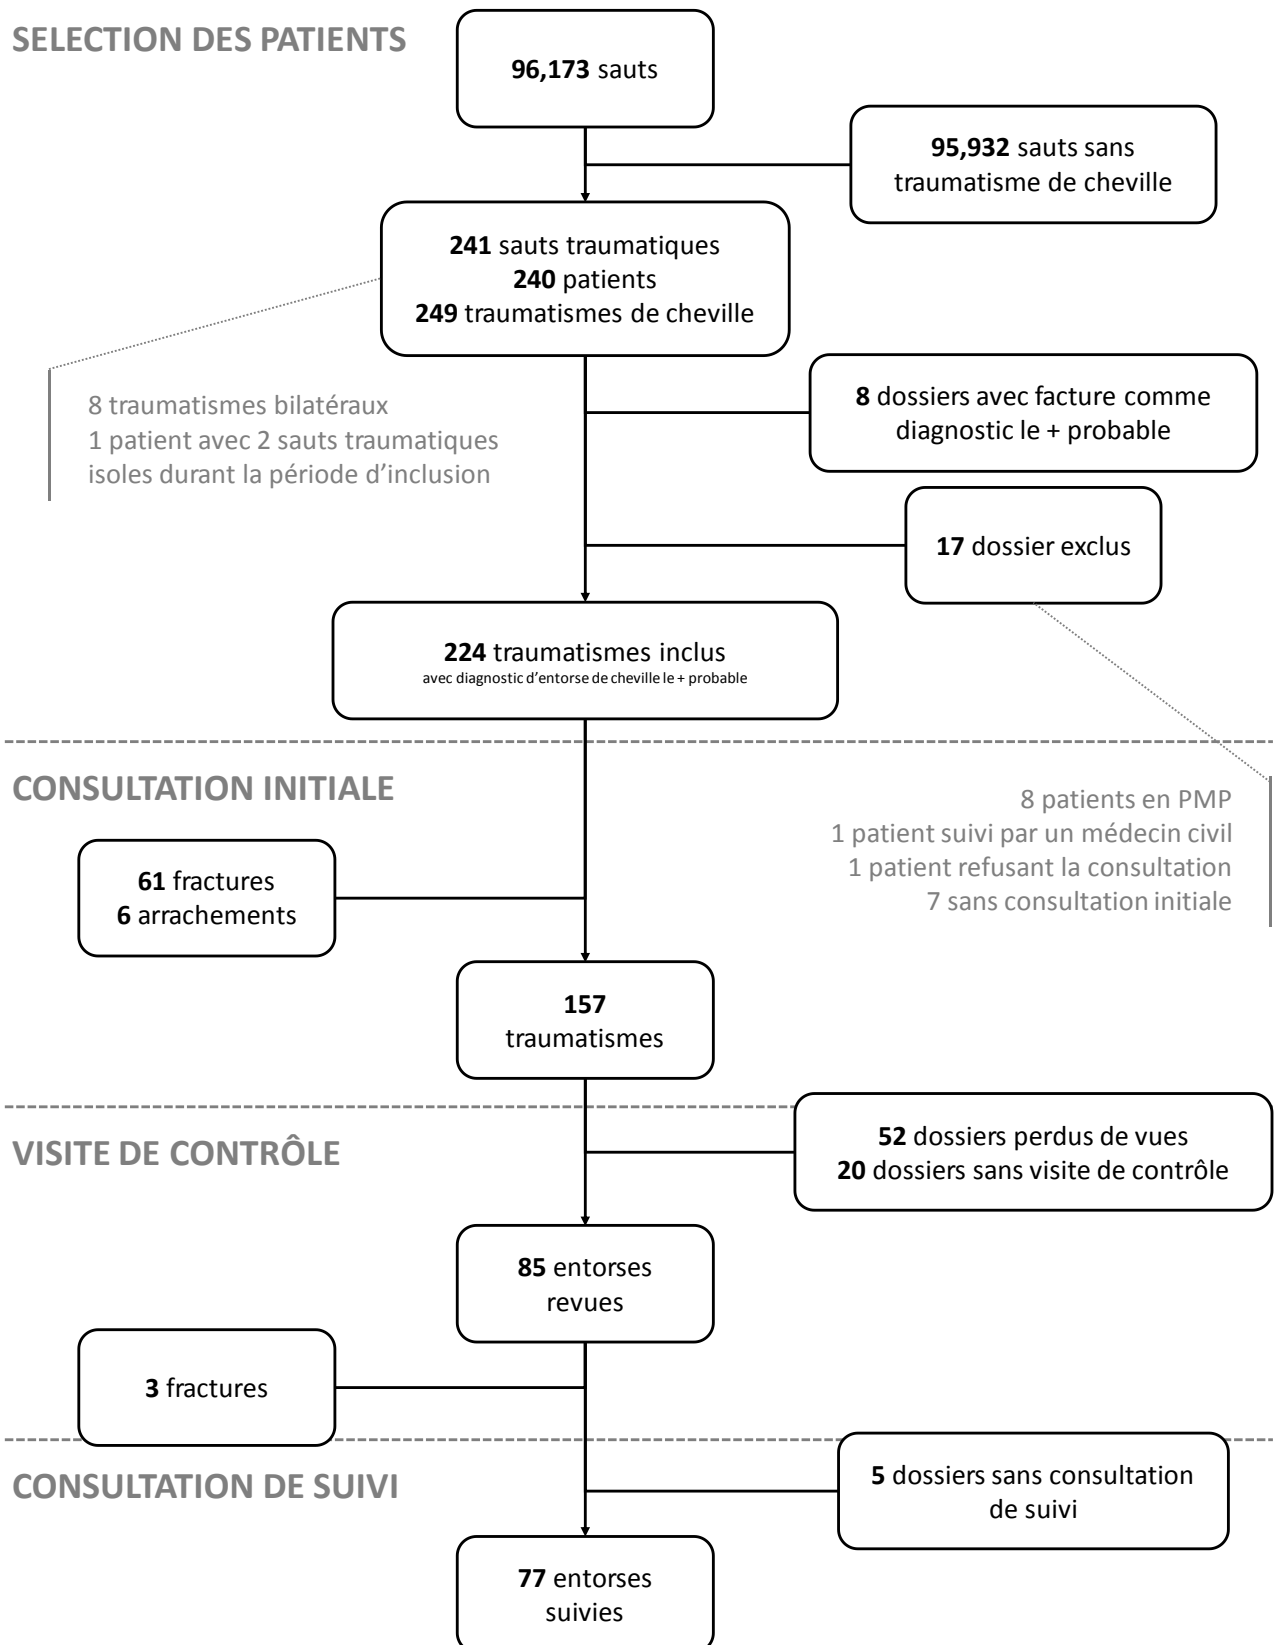 SELECTION DES PATIENTS
96,173 sauts
95,932 sauts sans
traumatisme de cheville
241 sauts traumatiques
240 patients
249 traumatismes de cheville
8 traumatismes bilatéraux
1 patient avec 2 sauts traumatiques
isoles durant la période d'inclusion
8 dossiers avec facture comme
diagnostic le + probable
17 dossier exclus
224 traumatismes inclus
avec diagnostic d'entorse de cheville le + probable
CONSULTATION INITIALE
8 patients en PMP
1 patient suivi par un médecin civil
1 patient refusant la consultation
7 sans consultation initiale
61 fractures
6 arrachements
157
traumatismes
VISITE DE CONTRÔLE
52 dossiers perdus de vues
20 dossiers sans visite de contrôle
85 entorses
revues
3 fractures
CONSULTATION DE SUIVI
5 dossiers sans consultation
de suivi
77 entorses
suivies